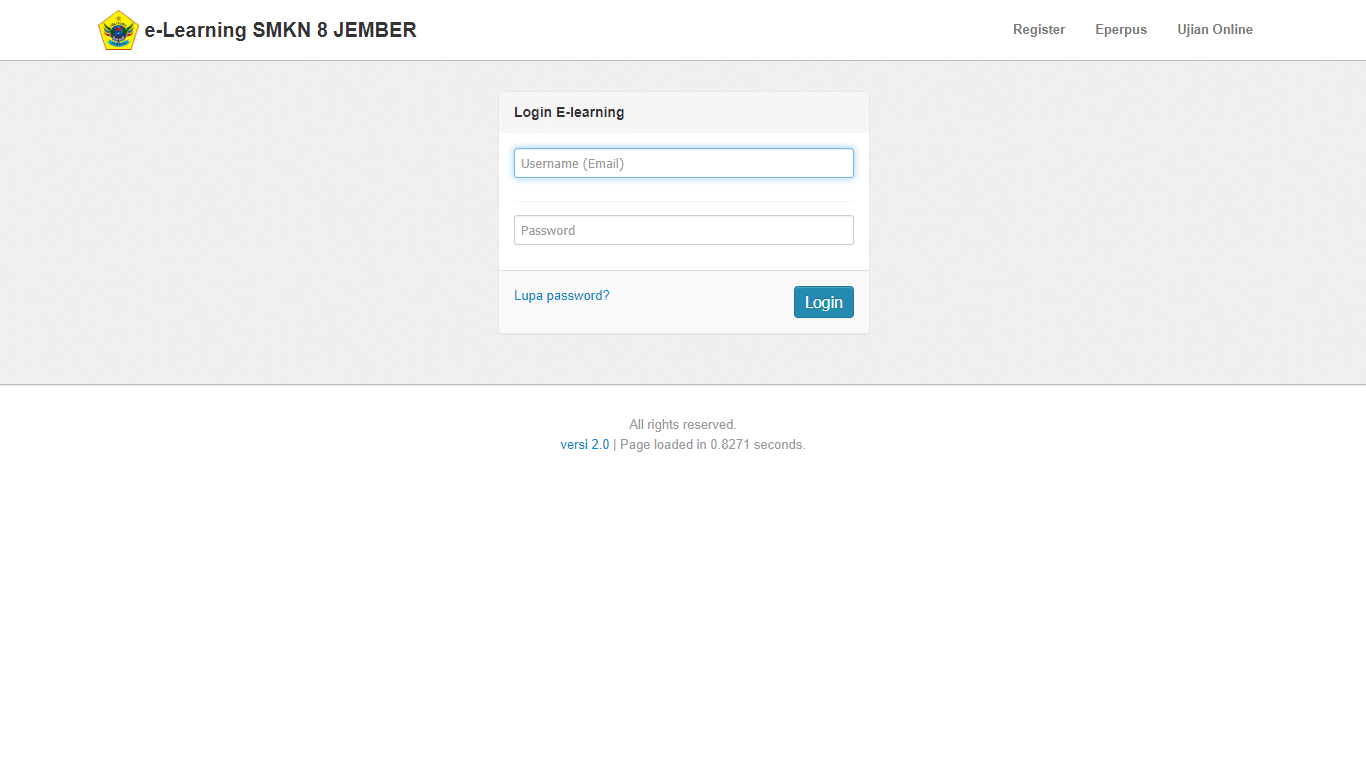 e-Learning SMKN 8 JEMBER
Register Eperpus Ujian Online
Login E-learning
Username (Email)
Password
Lupa password?
Login
All rights reserved.
versi 2.0 | Page loaded in 0.8271 seconds.